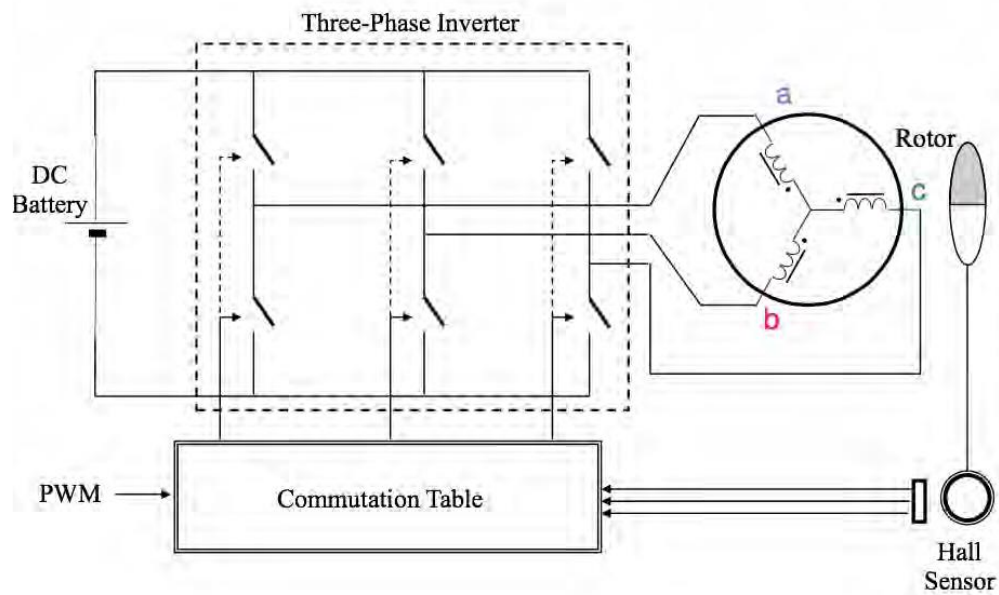 Three-Phase Inverter
a
Rotor
DC
Battery
c
b
PWM
Commutation Table
Hall
Sensor